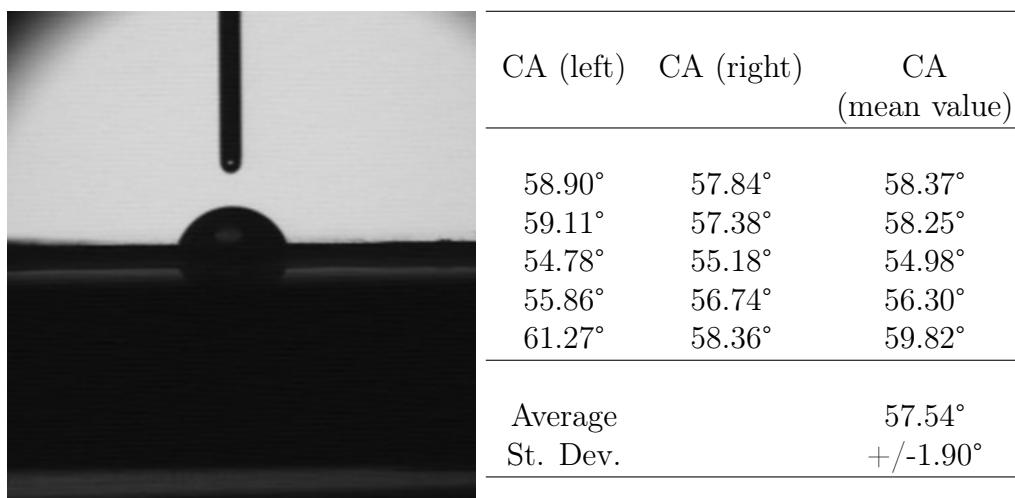 CA (left) CA (right) CA
(mean value)
58.90° 57.84° 58.37°
59.11° 57.38° 58.25°
54.78° 55.18° 54.98°
55.86° 56.74° 56.30°
61.27° 58.36° 59.82°
Average 57.54°
St. Dev. +/-1.90°